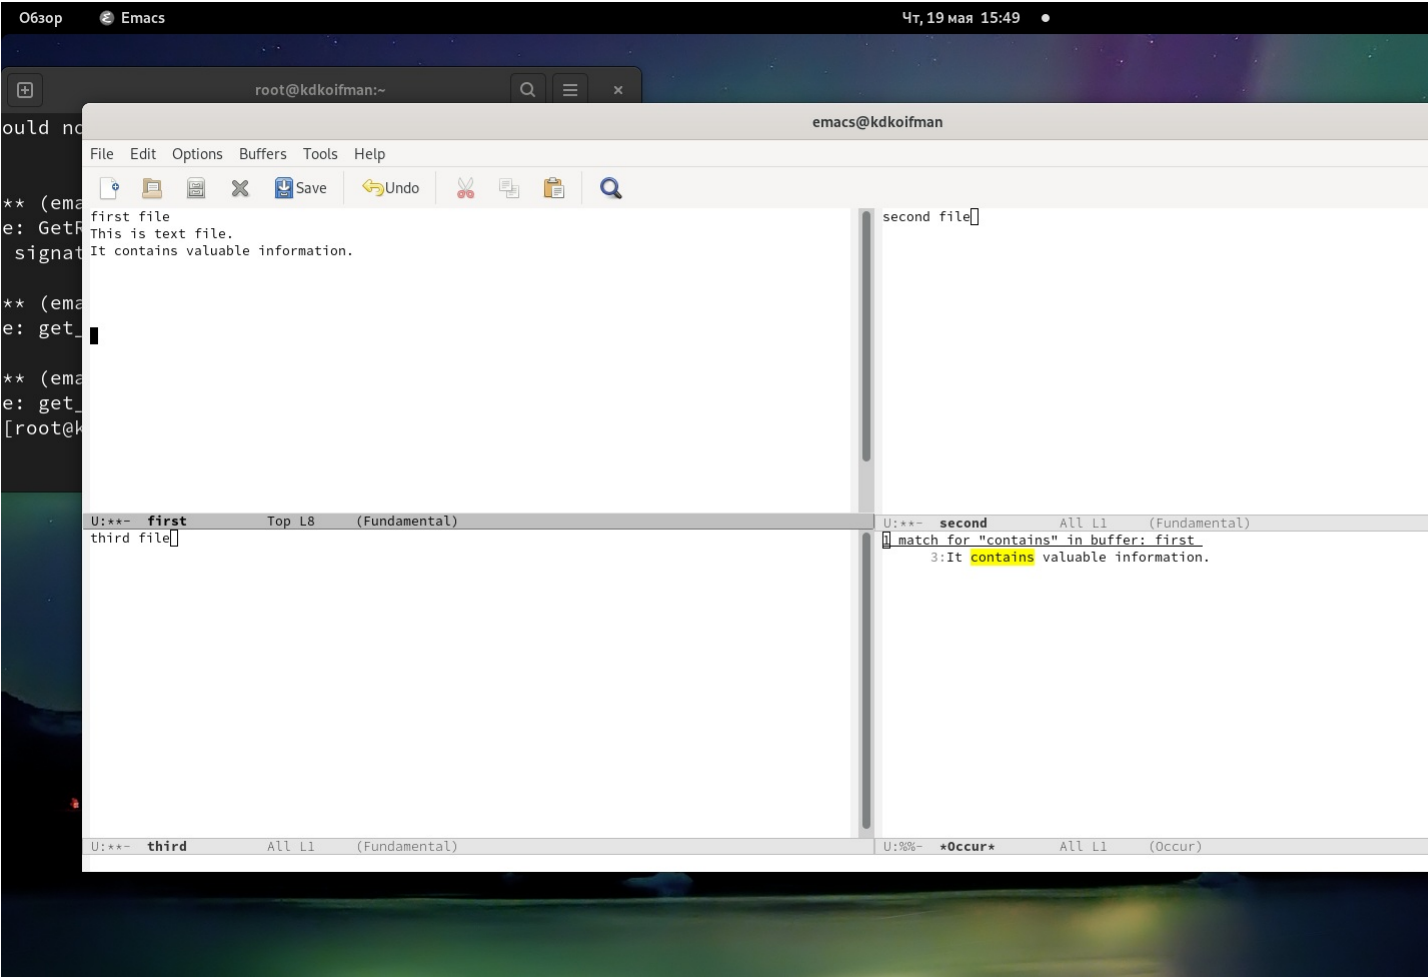 Обзор Emacs Чт, 19 мая 15:49
root@kdkoifman:~
ould no
** (ema
e: GetR
signat
** (ema
e: get_
** (ema
e: get_
[root@k
emacs@kdkoifman
File Edit Options Buffers Tools Help
Save Undo
first file
This is text file.
It contains valuable information.
U:**- first Top L8 (Fundamental)
second file
U:**- second All L1 (Fundamental)
third file
U:**- third All L1 (Fundamental)
1 match for "contains" in buffer: first
3:It contains valuable information.
U:%%- *Occur* All L1 (Occur)